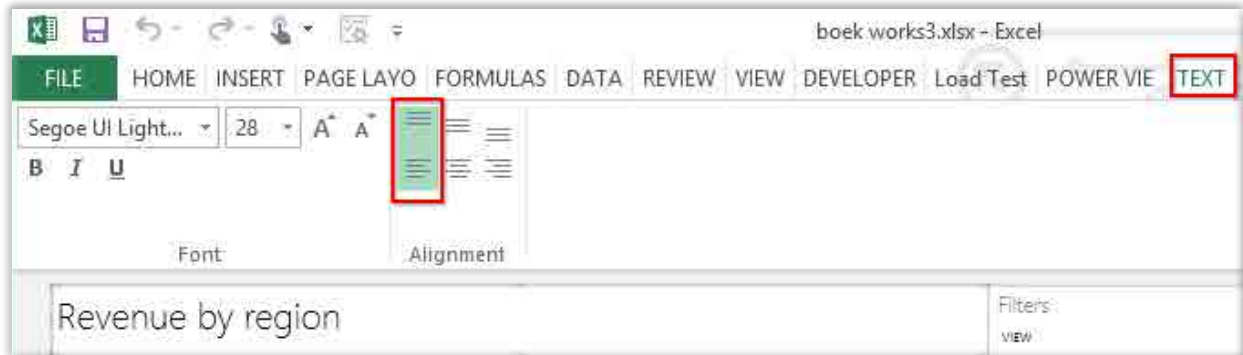 boek works3.xlsx - Excel
FILE HOME INSERT PAGE LAYO FORMULAS DATA REVIEW VIEW DEVELOPER Load Test POWER VIE TEXT
Segoe UI Light... 28 A A
B I U
Font Alignment
Revenue by region
Filters
VIEW